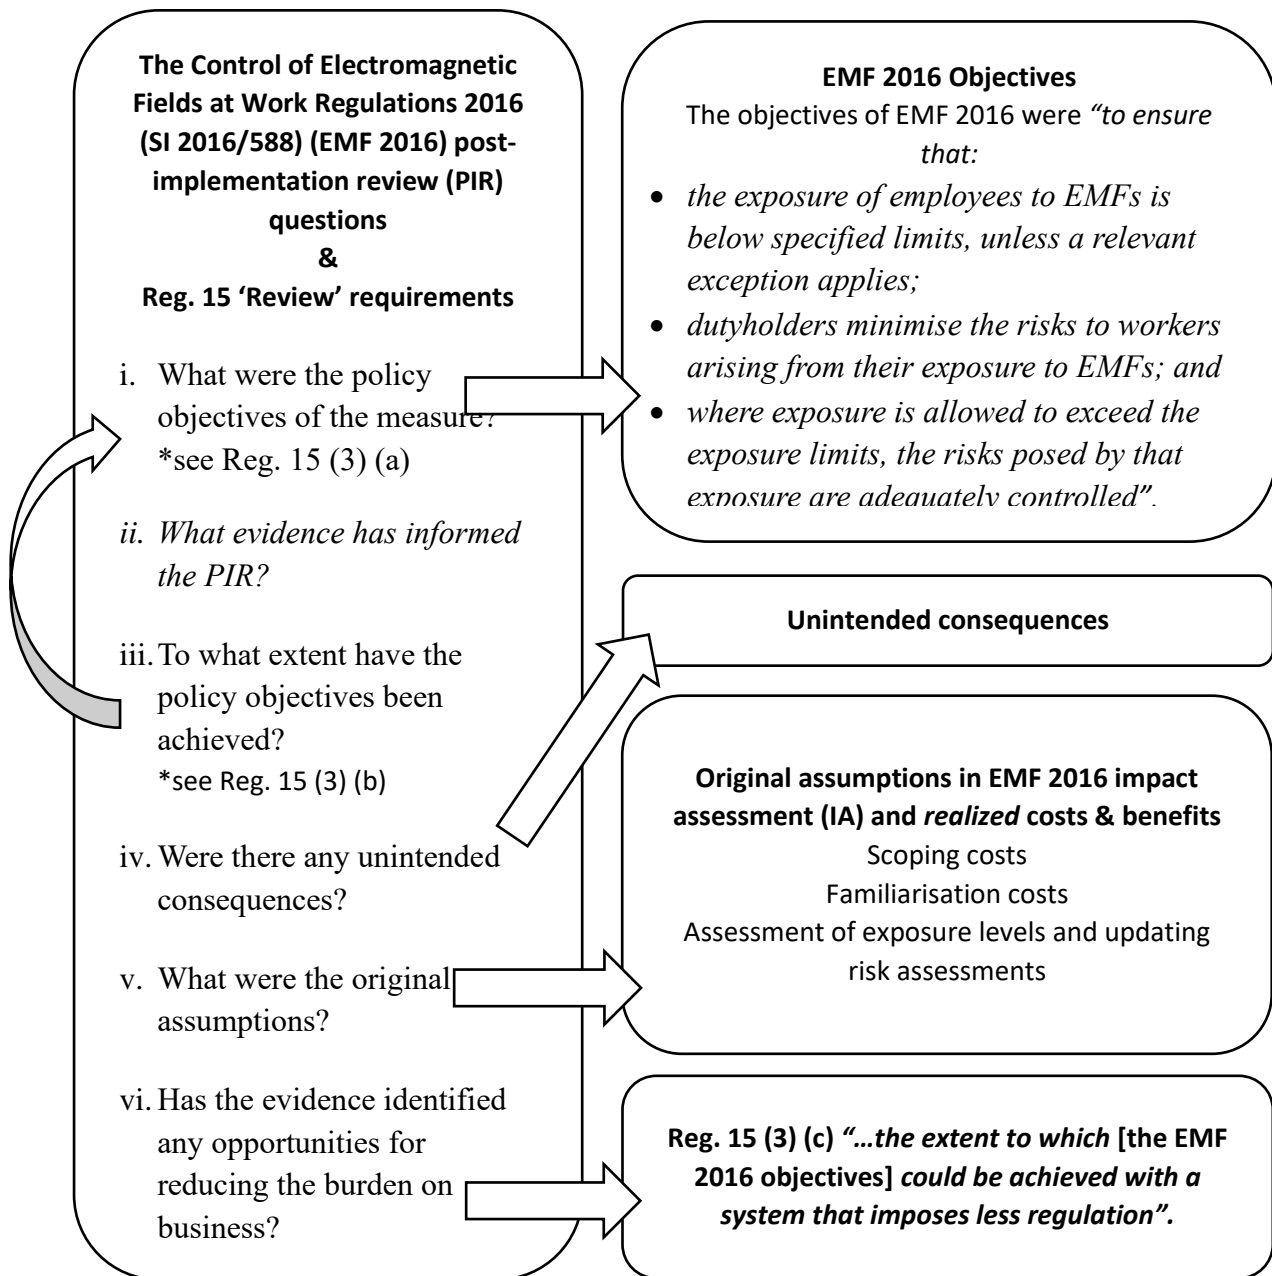 The Control of Electromagnetic
Fields at Work Regulations 2016
(SI 2016/588) (EMF 2016) post-
implementation review (PIR)
questions
&
Reg. 15 ‘Review’ requirements
i. What were the policy
objectives of the measure?
*see Reg. 15 (3) (a)
ii. What evidence has informed
the PIR?
iii. To what extent have the
policy objectives been
achieved?
*see Reg. 15 (3) (b)
iv. Were there any unintended
consequences?
v. What were the original
assumptions?
vi. Has the evidence identified
any opportunities for
reducing the burden on
business?
EMF 2016 Objectives
The objectives of EMF 2016 were “to ensure
that:
• the exposure of employees to EMFs is
below specified limits, unless a relevant
exception applies;
• dutyholders minimise the risks to workers
arising from their exposure to EMFs; and
• where exposure is allowed to exceed the
exposure limits, the risks posed by that
exposure are adequately controlled”.
Unintended consequences
Original assumptions in EMF 2016 impact
assessment (IA) and realized costs & benefits
Scoping costs
Familiarisation costs
Assessment of exposure levels and updating
risk assessments
Reg. 15 (3) (c) “…the extent to which [the EMF
2016 objectives] could be achieved with a
system that imposes less regulation”.